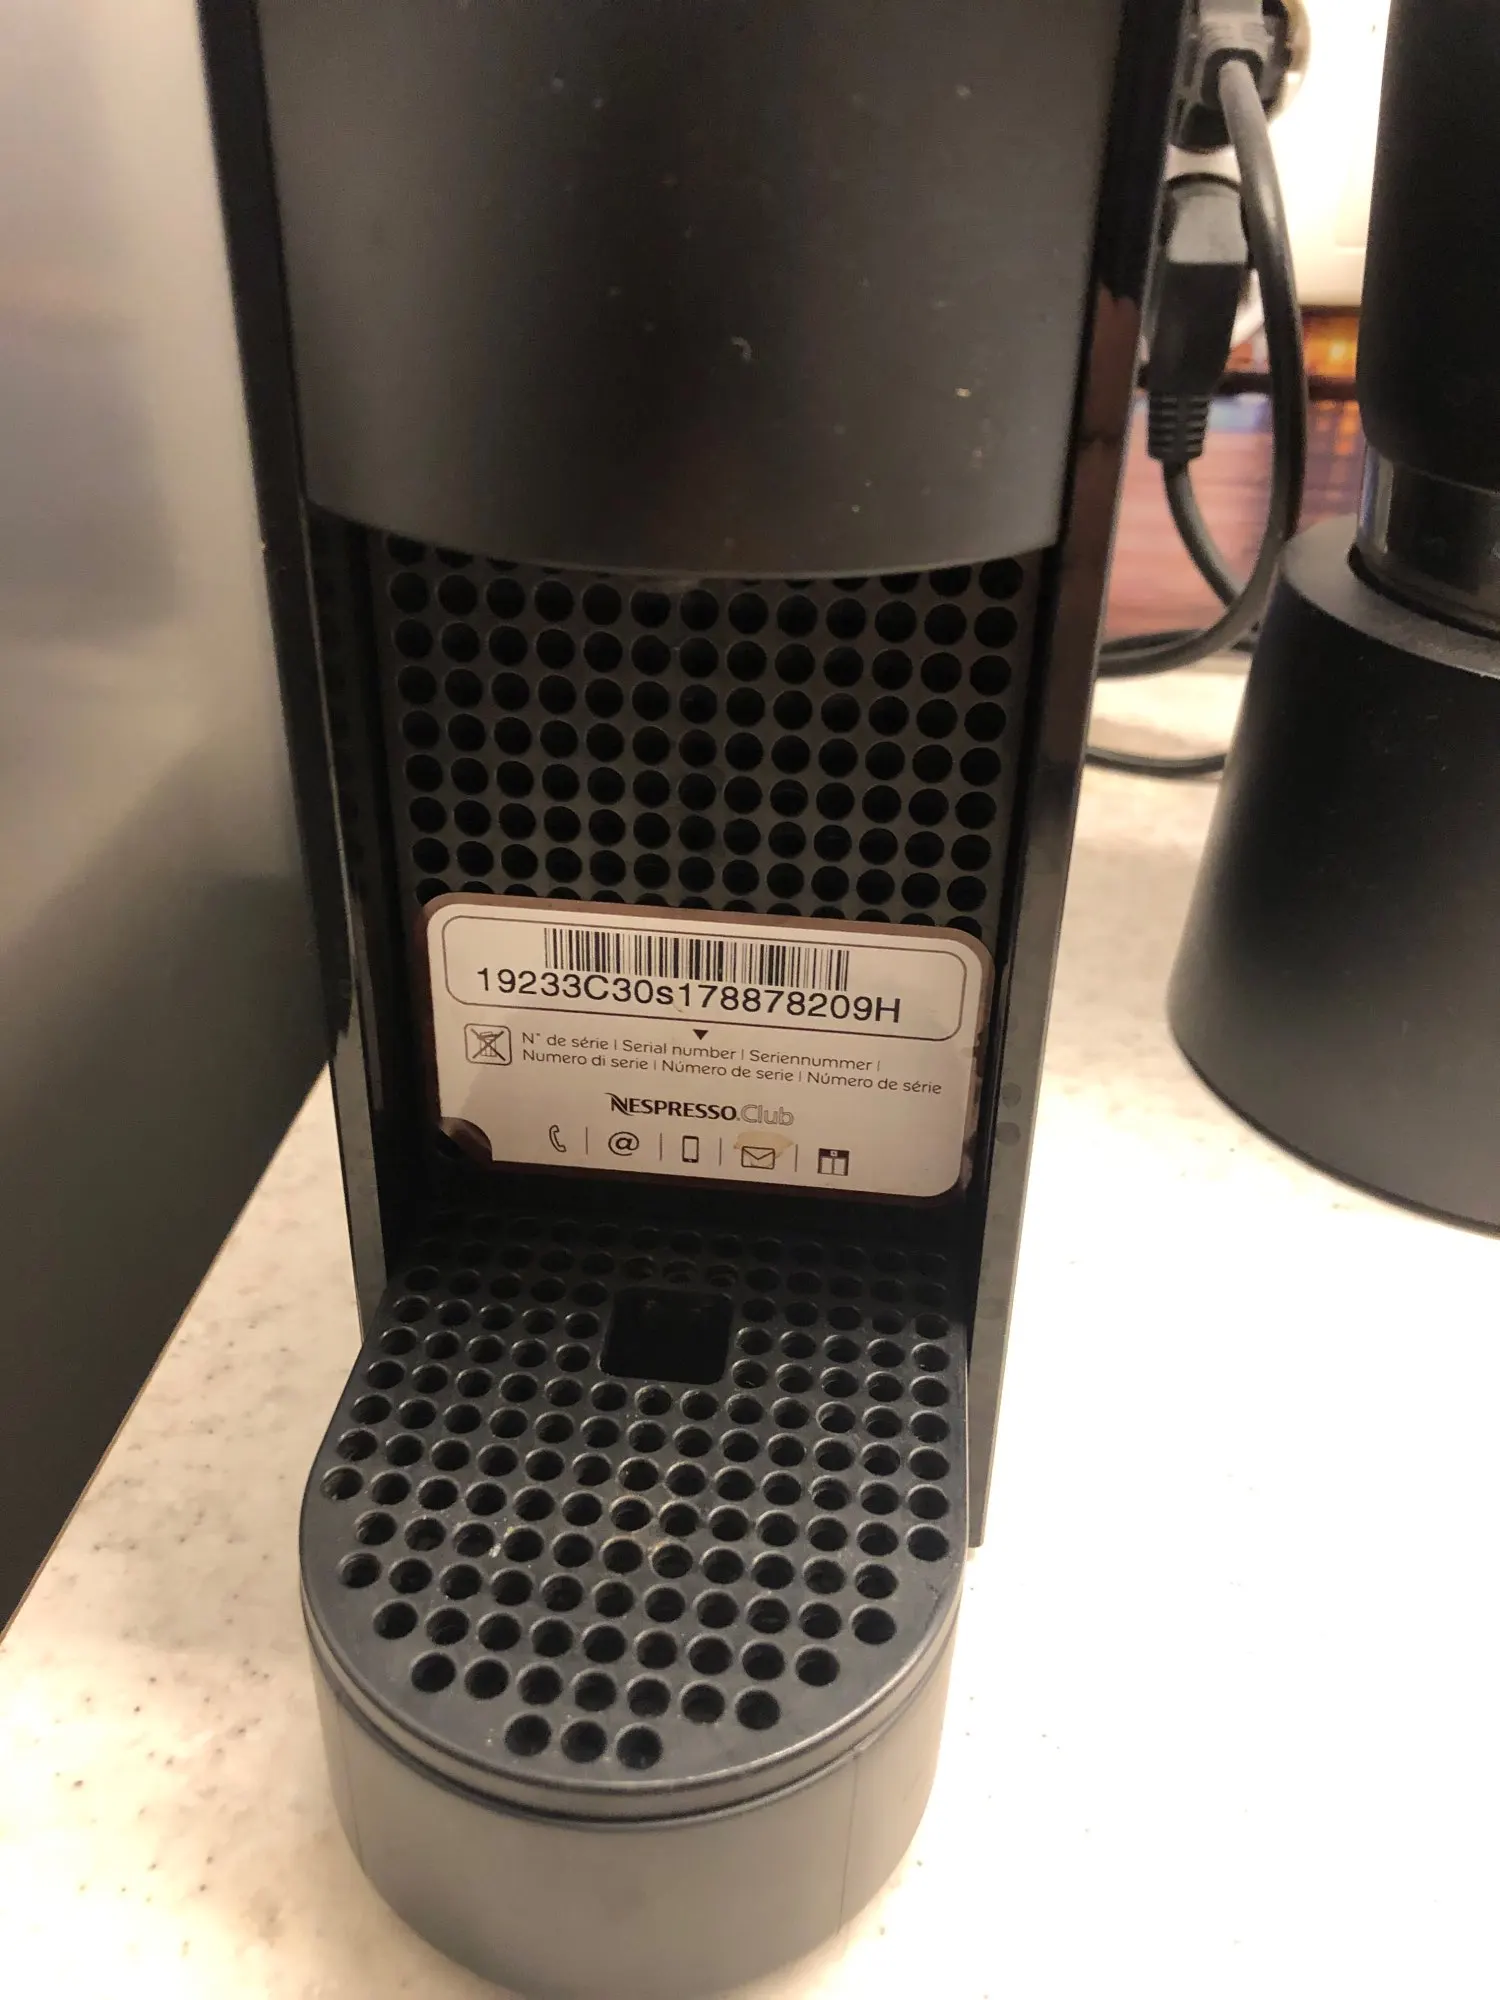 19233C30s178878209H
N° de série | Serial number | Seriennummer |
Numero di serie | Número de serie | Número de série
NESPRESSO.Club
@